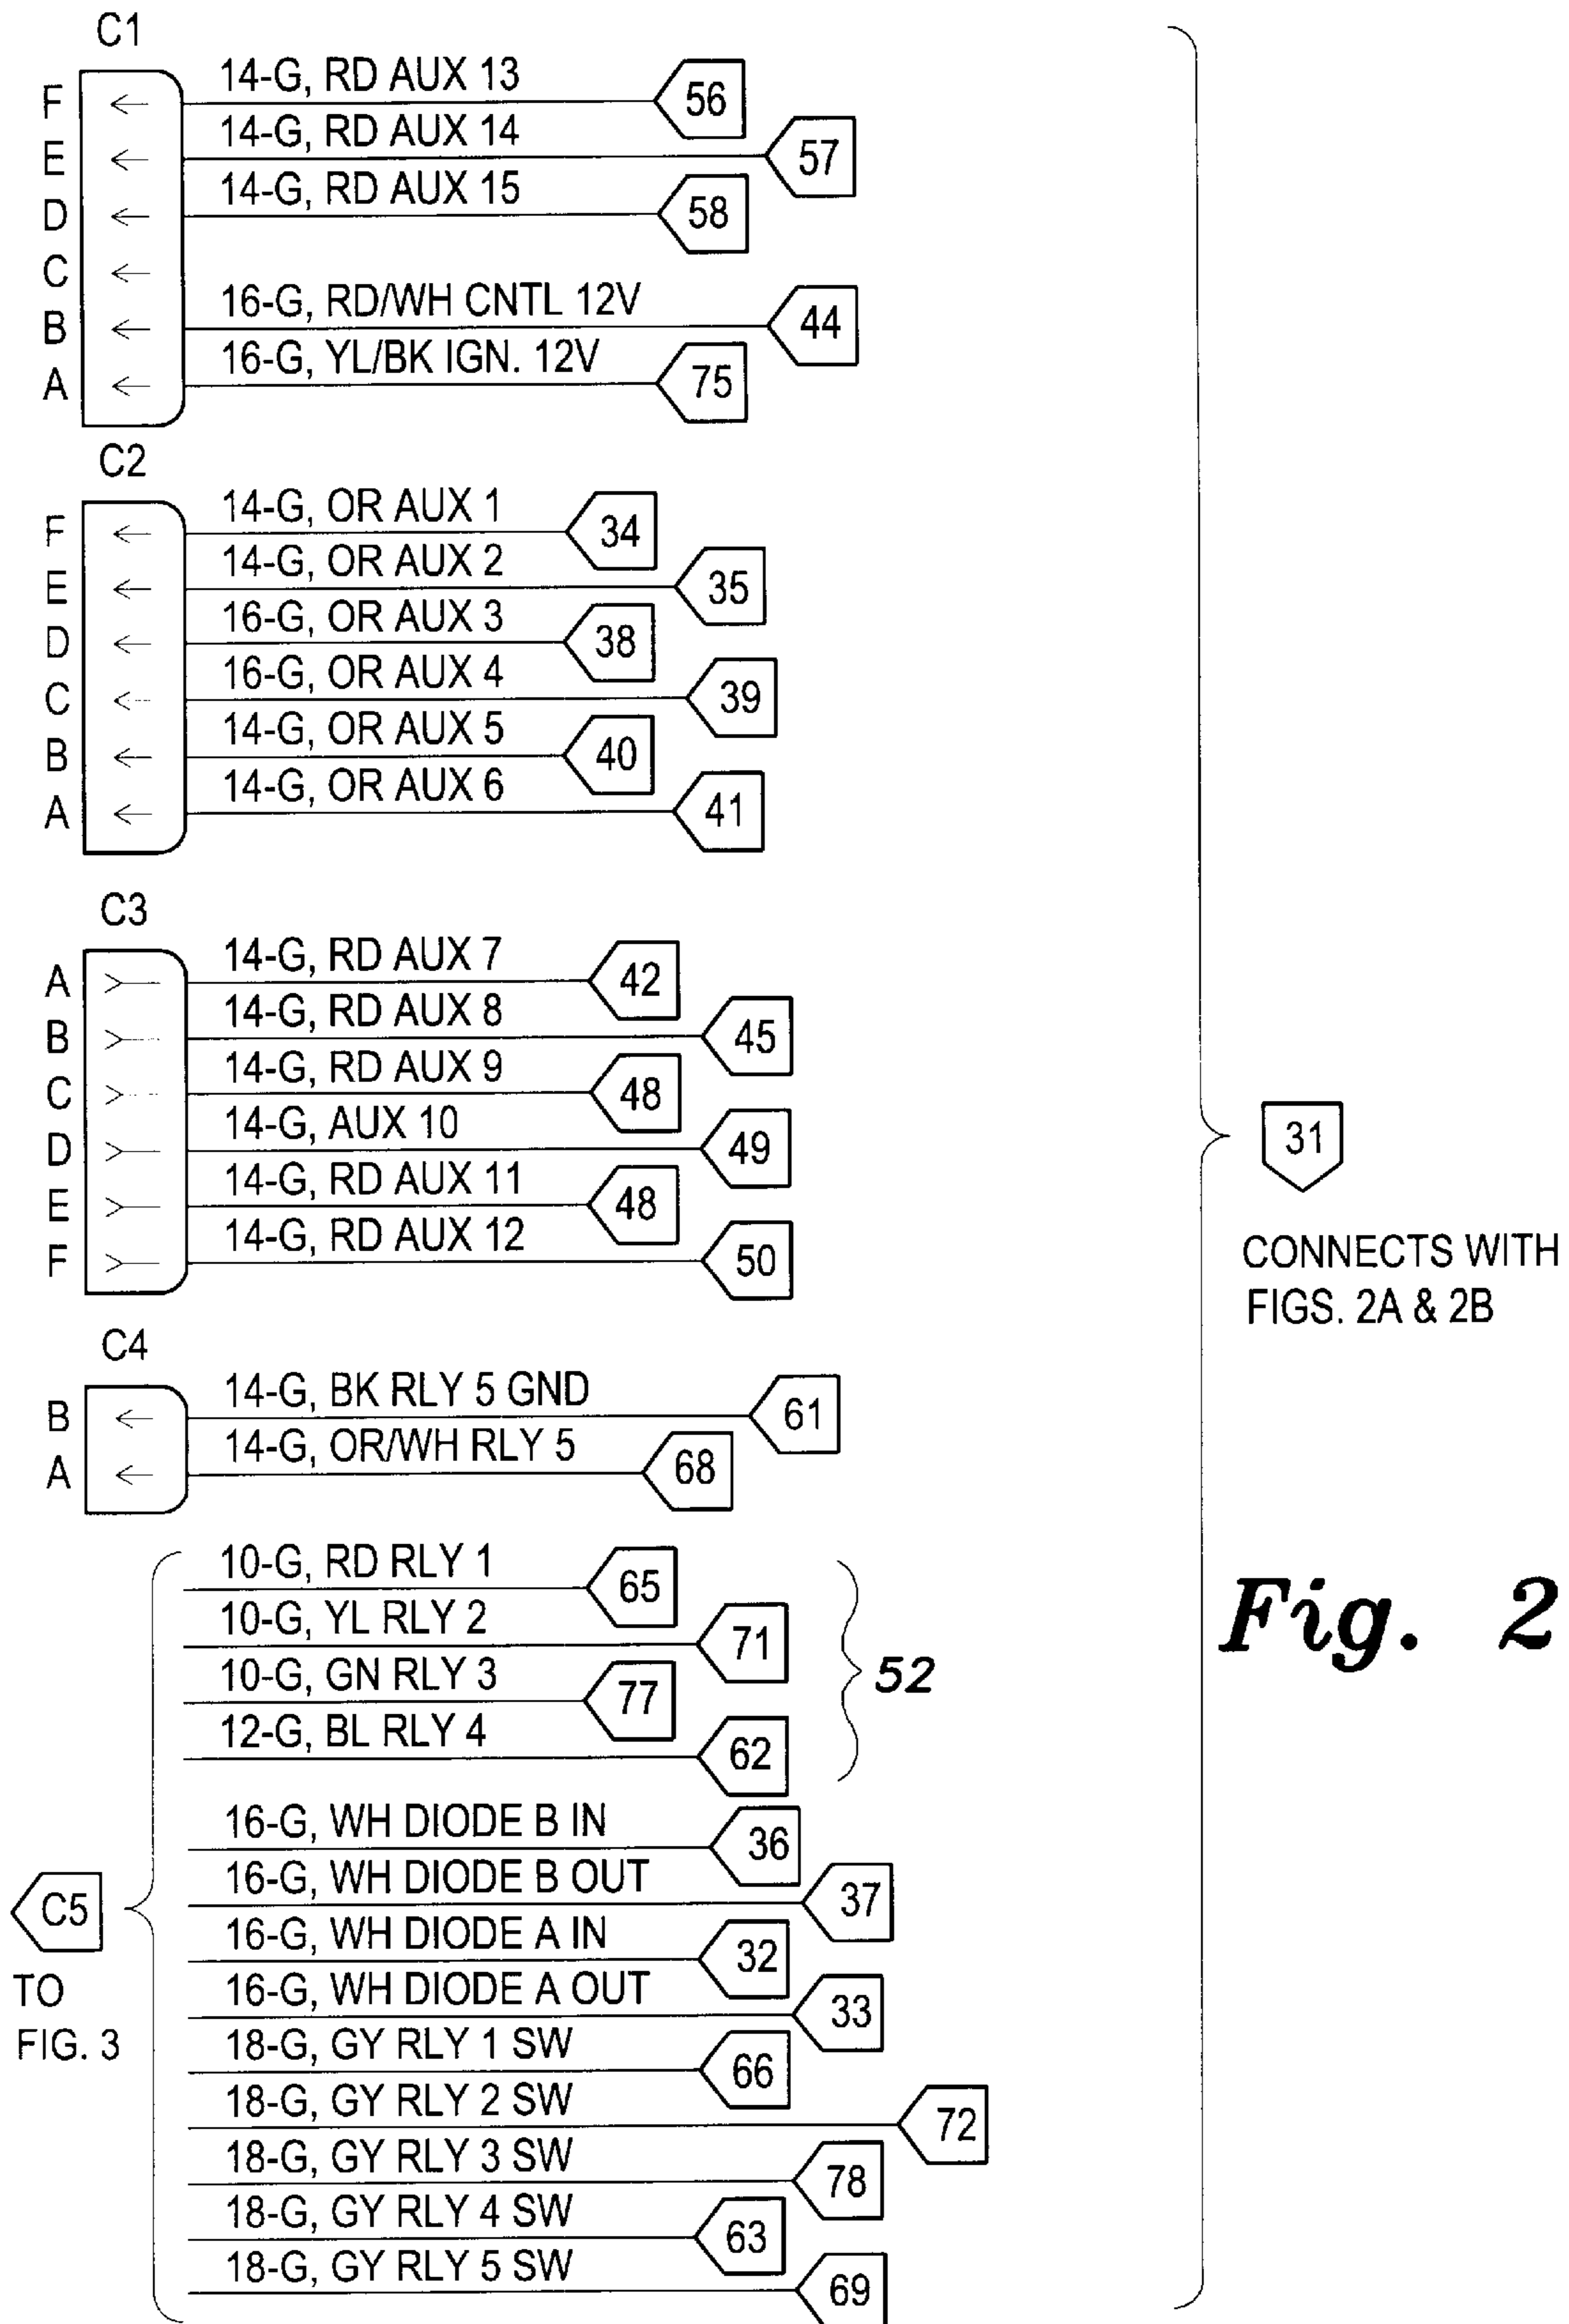 C1
F 14-G, RD AUX 13 56
E 14-G, RD AUX 14 57
D 14-G, RD AUX 15 58
C
B 16-G, RD/WH CNTL 12V 44
A 16-G, YL/BK IGN. 12V 75
C2
F 14-G, OR AUX 1 34
E 14-G, OR AUX 2 35
D 16-G, OR AUX 3 38
C 16-G, OR AUX 4 39
B 14-G, OR AUX 5 40
A 14-G, OR AUX 6 41
C3
A 14-G, RD AUX 7 42
B 14-G, RD AUX 8 45
C 14-G, RD AUX 9 48
D 14-G, AUX 10 49
E 14-G, RD AUX 11 48
F 14-G, RD AUX 12 50
C4
B 14-G, BK RLY 5 GND 61
A 14-G, OR/WH RLY 5 68
10-G, RD RLY 1 65
10-G, YL RLY 2 71
10-G, GN RLY 3 77
12-G, BL RLY 4 62
52
16-G, WH DIODE B IN 36
16-G, WH DIODE B OUT 37
16-G, WH DIODE A IN 32
16-G, WH DIODE A OUT 33
18-G, GY RLY 1 SW 66
18-G, GY RLY 2 SW 72
18-G, GY RLY 3 SW 78
18-G, GY RLY 4 SW 63
18-G, GY RLY 5 SW 69
C5
TO
FIG. 3
31
CONNECTS WITH
FIGS. 2A & 2B
Fig. 2